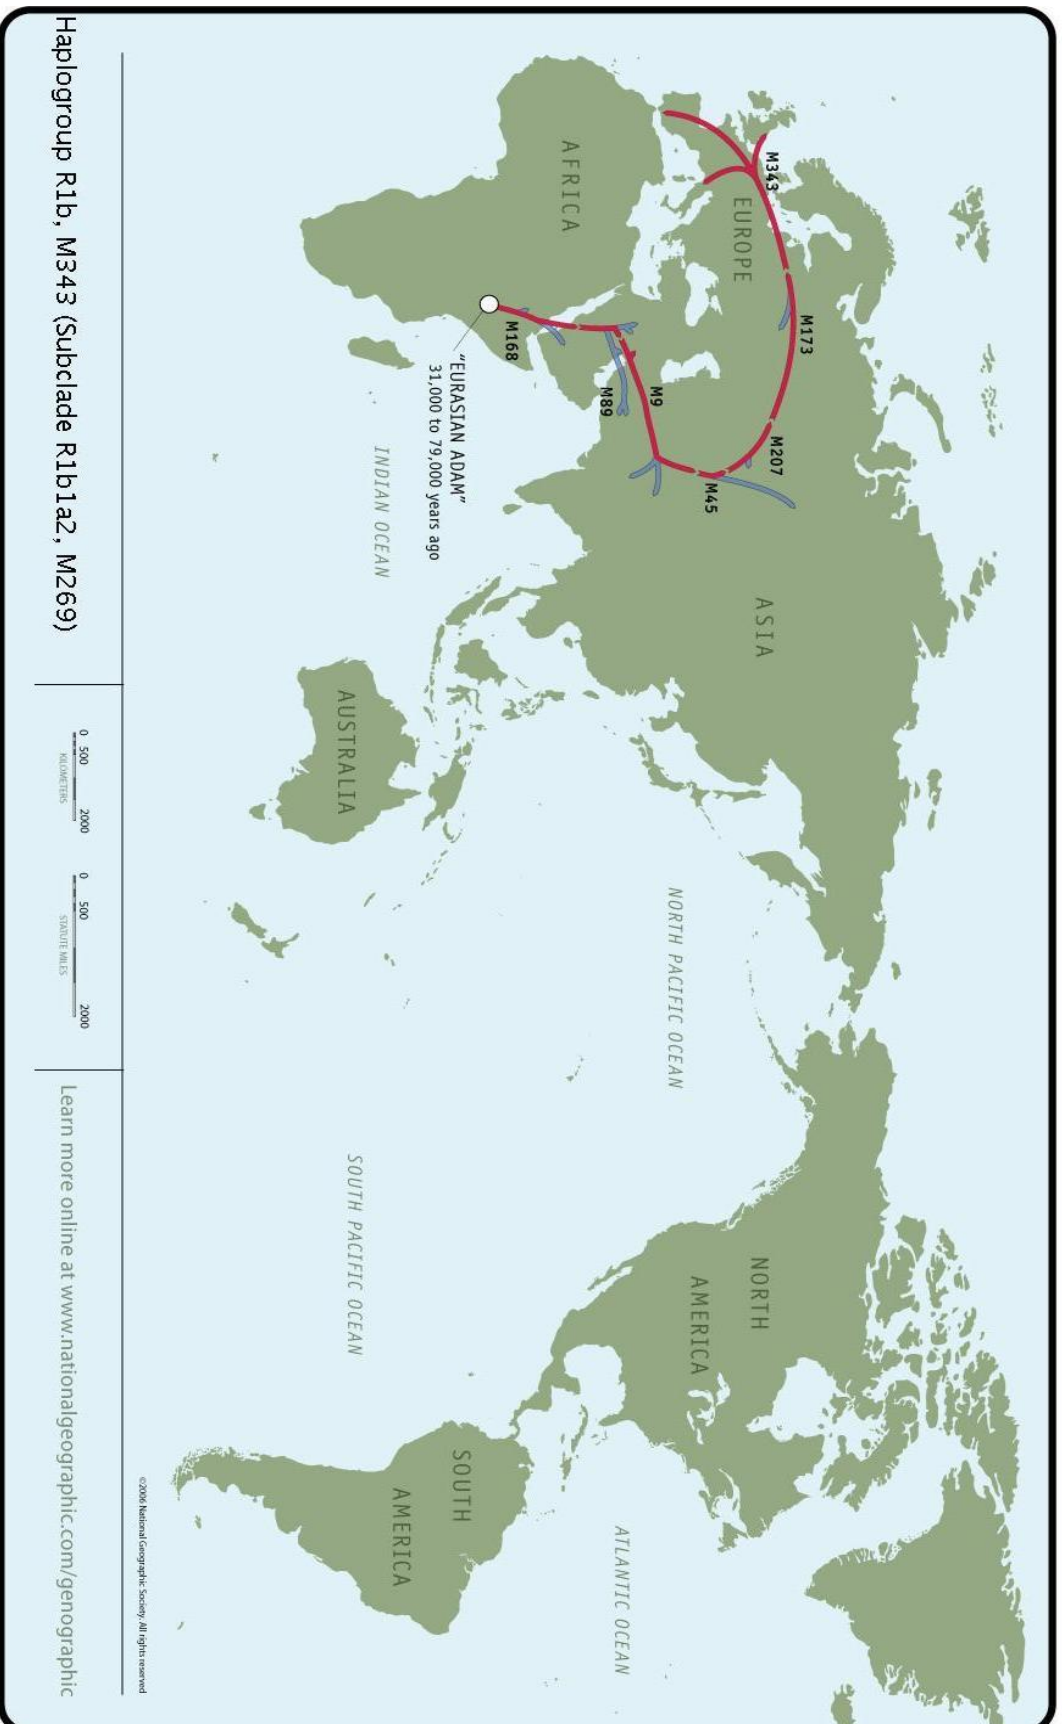 M343
EUROPE
M173
M207
M45
M9
M89
M168
AFRICA
"EURASIAN ADAM"
31,000 to 79,000 years ago
INDIAN OCEAN
ASIA
AUSTRALIA
NORTH PACIFIC OCEAN
SOUTH PACIFIC OCEAN
NORTH
AMERICA
SOUTH
AMERICA
ATLANTIC OCEAN
©2006 National Geographic Society. All rights reserved
Haplogroup R1b, M343 (Subclade R1b1a2, M269)
0 500 2000
KILOMETERS
0 500 2000
STATUTE MILES
Learn more online at www.nationalgeographic.com/genographic